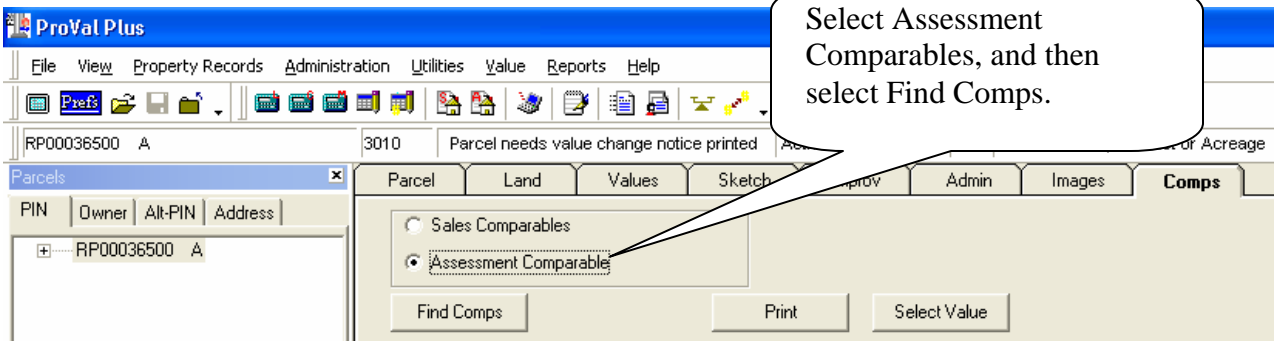 ProVal Plus
Select Assessment
Comparables, and then
select Find Comps.
File View Property Records Administration Utilities Value Reports Help
Prefs
RP00036500 A 3010 Parcel needs value change notice printed or Acreage
Parcels
Parcel Land Values Sketch Admin Images Comps
PIN Owner Alt-PIN Address
RP00036500 A
Sales Comparables
Assessment Comparable
Find Comps Print Select Value